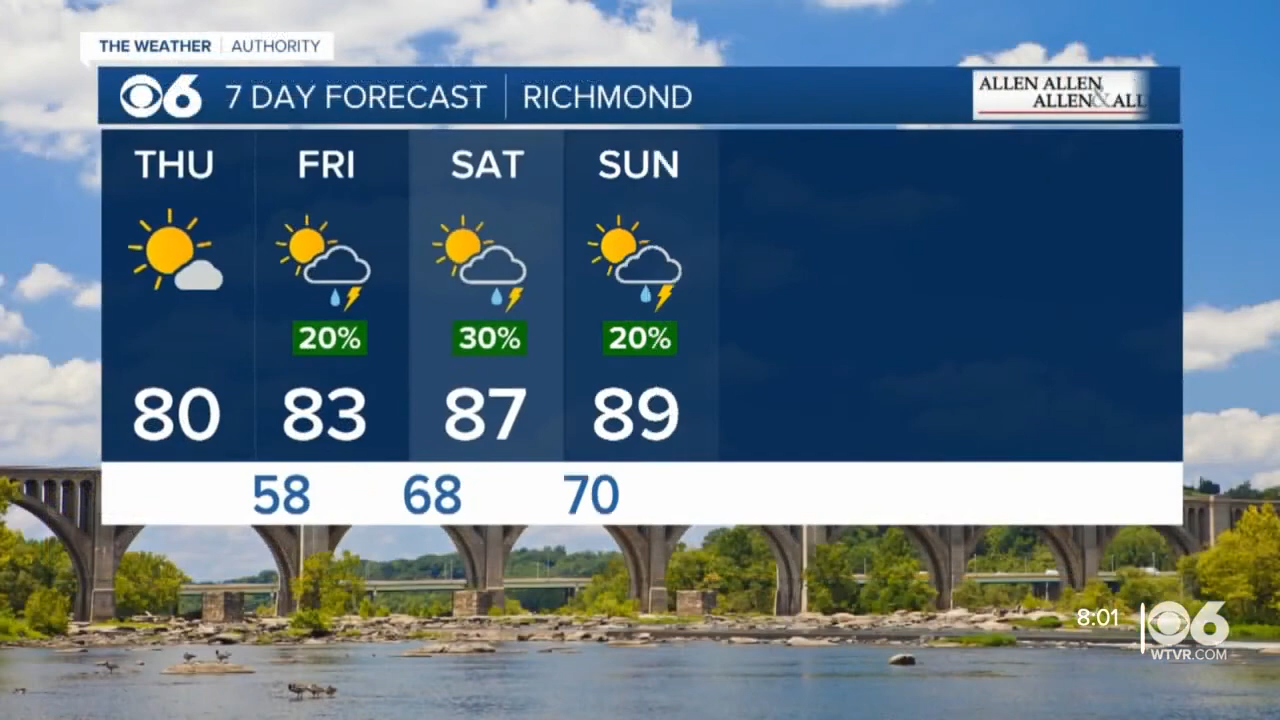 THE WEATHER AUTHORITY
6 7 DAY FORECAST RICHMOND
ALLEN ALLEN
ALLEN & ALL
THU FRI SAT SUN
20% 30% 20%
80 83 87 89
58 68 70
8:01 6
WTVR.COM